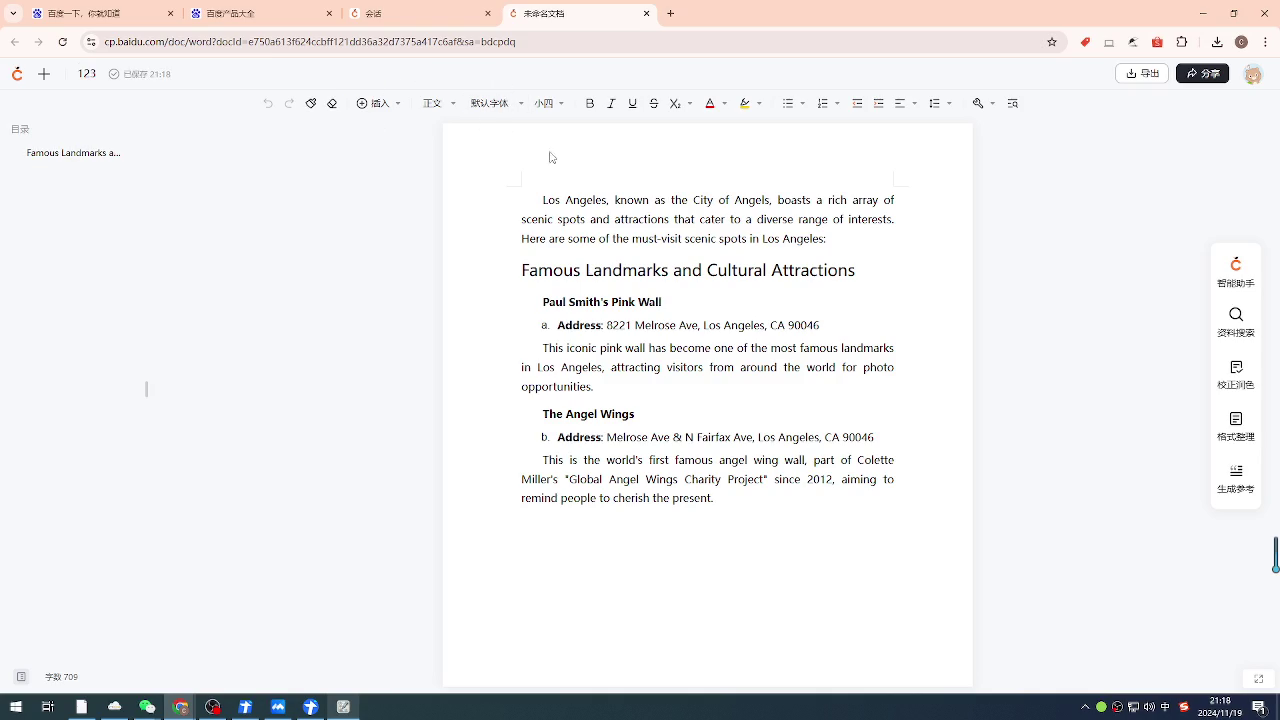 百度一下，你就知道
百度产品大全
会话
未命名文档
cp.baidu.com/doc/word?docId=e750a613f624ccbff121dd36a32d7375a417c6af8sa=bdcpdq
123
已保存 21:18
导出
分享
插入
正文
默认字体
小四
目录
Famous Landmarks a...
Los Angeles, known as the City of Angels, boasts a rich array of
scenic spots and attractions that cater to a diverse range of interests.
Here are some of the must-visit scenic spots in Los Angeles:
Famous Landmarks and Cultural Attractions
Paul Smith's Pink Wall
a. Address: 8221 Melrose Ave, Los Angeles, CA 90046
This iconic pink wall has become one of the most famous landmarks
in Los Angeles, attracting visitors from around the world for photo
opportunities.
The Angel Wings
b. Address: Melrose Ave & N Fairfax Ave, Los Angeles, CA 90046
This is the world's first famous angel wing wall, part of Colette
Miller's "Global Angel Wings Charity Project" since 2012, aiming to
remind people to cherish the present.
智能助手
资料搜索
校正润色
格式整理
生成参考
字数 709
中
21:18
2024/11/19